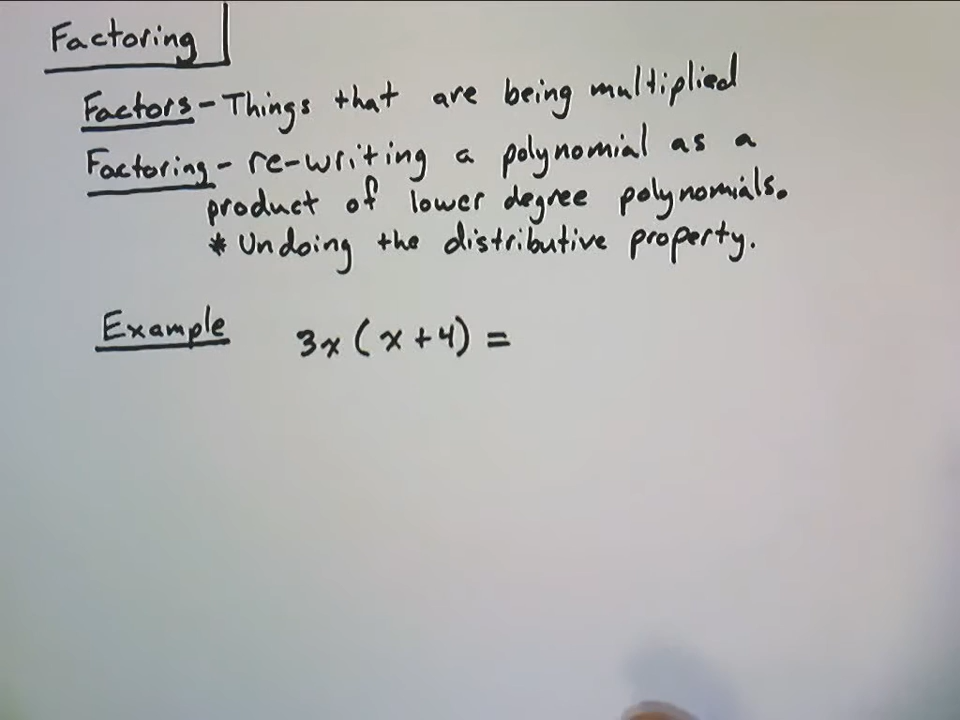 Factoring
Factors - Things that are being multiplied
Factoring - re-writing a polynomial as a
product of lower degree polynomials.
* Undoing the distributive property.
Example 3x (x + 4) =